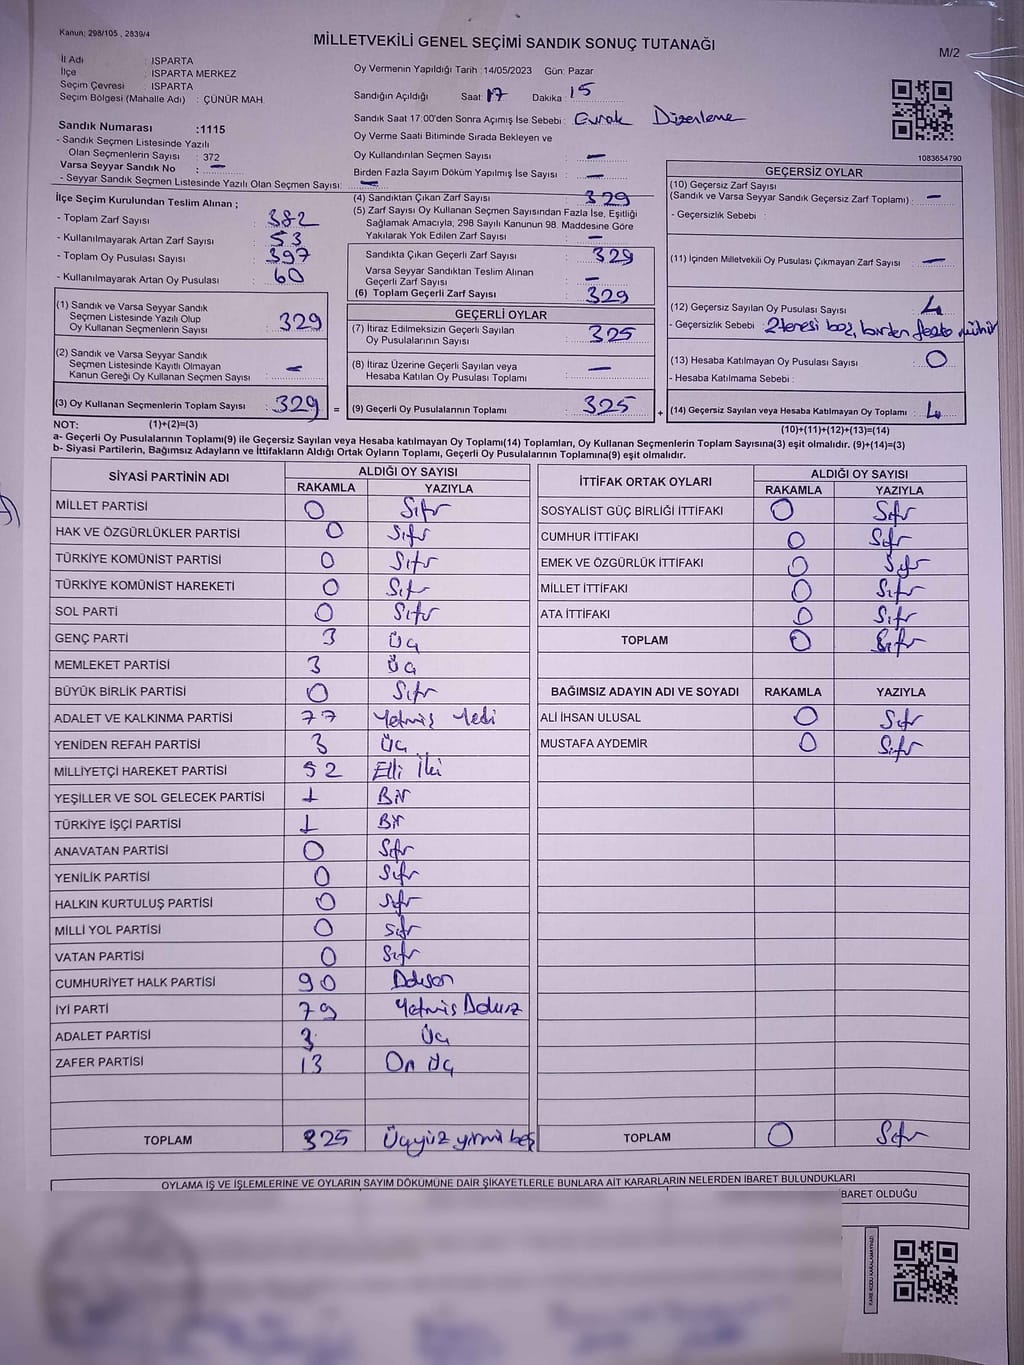 Kanun; 298/105 , 2839/4
MİLLETVEKİLİ GENEL SEÇİMİ SANDIK SONUÇ TUTANAĞI
M/2
İl Adı : ISPARTA
İlçe : ISPARTA MERKEZ
Seçim Çevresi : ISPARTA
Seçim Bölgesi (Mahalle Adı) : ÇÜNÜR MAH.
Oy Vermenin Yapıldığı Tarih :14/05/2023 Gün: Pazar
Sandığın Açıldığı Saat: 17 Dakika : 15
Sandık Saat 17:00'den Sonra Açımış İse Sebebi : Evrak Düzenleme
Oy Verme Saati Bitiminde Sırada Bekleyen ve
Oy Kullandırılan Seçmen Sayısı : —
Birden Fazla Sayım Döküm Yapılmış İse Sayısı : —
1083654790
Sandık Numarası :1115
- Sandık Seçmen Listesinde Yazılı
Olan Seçmenlerin Sayısı : 372
Varsa Seyyar Sandık No : —
- Seyyar Sandık Seçmen Listesinde Yazılı Olan Seçmen Sayısı: —
İlçe Seçim Kurulundan Teslim Alınan ;
- Toplam Zarf Sayısı : 382
- Kullanılmayarak Artan Zarf Sayısı : 53
- Toplam Oy Pusulası Sayısı : 397
- Kullanılmayarak Artan Oy Pusulası : 60
(1) Sandık ve Varsa Seyyar Sandık
Seçmen Listesinde Yazılı Olup
Oy Kullanan Seçmenlerin Sayısı : 329
(2) Sandık ve Varsa Seyyar Sandık
Seçmen Listesinde Kayıtlı Olmayan
Kanun Gereği Oy Kullanan Seçmen Sayısı : —
(3) Oy Kullanan Seçmenlerin Toplam Sayısı : 329 =
(4) Sandıktan Çıkan Zarf Sayısı : 329
(5) Zarf Sayısı Oy Kullanan Seçmen Sayısından Fazla İse, Eşitliği
Sağlamak Amacıyla, 298 Sayılı Kanunun 98. Maddesine Göre
Yakılarak Yok Edilen Zarf Sayısı : —
Sandıkta Çıkan Geçerli Zarf Sayısı : 329
Varsa Seyyar Sandıktan Teslim Alınan
Geçerli Zarf Sayısı : —
(6) Toplam Geçerli Zarf Sayısı : 329
GEÇERLİ OYLAR
(7) İtiraz Edilmeksizin Geçerli Sayılan
Oy Pusulalarının Sayısı : 325
(8) İtiraz Üzerine Geçerli Sayılan veya
Hesaba Katılan Oy Pusulası Toplamı : —
(9) Geçerli Oy Pusulalarının Toplamı : 325 +
GEÇERSİZ OYLAR
(10) Geçersiz Zarf Sayısı
(Sandık ve Varsa Seyyar Sandık Geçersiz Zarf Toplamı) : —
- Geçersizlik Sebebi :
(11) İçinden Milletvekili Oy Pusulası Çıkmayan Zarf Sayısı : —
(12) Geçersiz Sayılan Oy Pusulası Sayısı : 4
- Geçersizlik Sebebi : 2 tenesi boş, birden fazla mühür
(13) Hesaba Katılmayan Oy Pusulası Sayısı : 0
- Hesaba Katılmama Sebebi :
(14) Geçersiz Sayılan veya Hesaba Katılmayan Oy Toplamı : 4
NOT: (1)+(2)=(3) (10)+(11)+(12)+(13)=(14)
a- Geçerli Oy Pusulalarının Toplamı(9) ile Geçersiz Sayılan veya Hesaba katılmayan Oy Toplamı(14) Toplamları, Oy Kullanan Seçmenlerin Toplam Sayısına(3) eşit olmalıdır. (9)+(14)=(3)
b- Siyasi Partilerin, Bağımsız Adayların ve İttifakların Aldığı Ortak Oyların Toplamı, Geçerli Oy Pusulalarının Toplamına(9) eşit olmalıdır.
SİYASİ PARTİNİN ADI ALDIĞI OY SAYISI
RAKAMLA YAZIYLA
MİLLET PARTİSİ 0 Sıfır
HAK VE ÖZGÜRLÜKLER PARTİSİ 0 Sıfır
TÜRKİYE KOMÜNİST PARTİSİ 0 Sıfır
TÜRKİYE KOMÜNİST HAREKETİ 0 Sıfır
SOL PARTİ 0 Sıfır
GENÇ PARTİ 3 Üç
MEMLEKET PARTİSİ 3 Üç
BÜYÜK BİRLİK PARTİSİ 0 Sıfır
ADALET VE KALKINMA PARTİSİ 77 Yetmiş Yedi
YENİDEN REFAH PARTİSİ 3 Üç
MİLLİYETÇİ HAREKET PARTİSİ 52 Elli İki
YEŞİLLER VE SOL GELECEK PARTİSİ 1 Bir
TÜRKİYE İŞÇİ PARTİSİ 1 Bir
ANAVATAN PARTİSİ 0 Sıfır
YENİLİK PARTİSİ 0 Sıfır
HALKIN KURTULUŞ PARTİSİ 0 Sıfır
MİLLİ YOL PARTİSİ 0 Sıfır
VATAN PARTİSİ 0 Sıfır
CUMHURİYET HALK PARTİSİ 90 Doksan
İYİ PARTİ 79 Yetmiş Dokuz
ADALET PARTİSİ 3 Üç
ZAFER PARTİSİ 13 On Üç
TOPLAM 325 Üçyüz yirmi beş
İTTİFAK ORTAK OYLARI ALDIĞI OY SAYISI
RAKAMLA YAZIYLA
SOSYALİST GÜÇ BİRLİĞİ İTTİFAKI 0 Sıfır
CUMHUR İTTİFAKI 0 Sıfır
EMEK VE ÖZGÜRLÜK İTTİFAKI 0 Sıfır
MİLLET İTTİFAKI 0 Sıfır
ATA İTTİFAKI 0 Sıfır
TOPLAM 0 Sıfır
BAĞIMSIZ ADAYIN ADI VE SOYADI RAKAMLA YAZIYLA
ALİ İHSAN ULUSAL 0 Sıfır
MUSTAFA AYDEMİR 0 Sıfır
TOPLAM 0 Sıfır
OYLAMA İŞ VE İŞLEMLERİNE VE OYLARIN SAYIM DÖKÜMÜNE DAİR ŞİKAYETLERLE BUNLARA AİT KARARLARIN NELERDEN İBARET BULUNDUKLARI
BARET OLDUĞU
KARE KODU KARALAMAYINIZ!